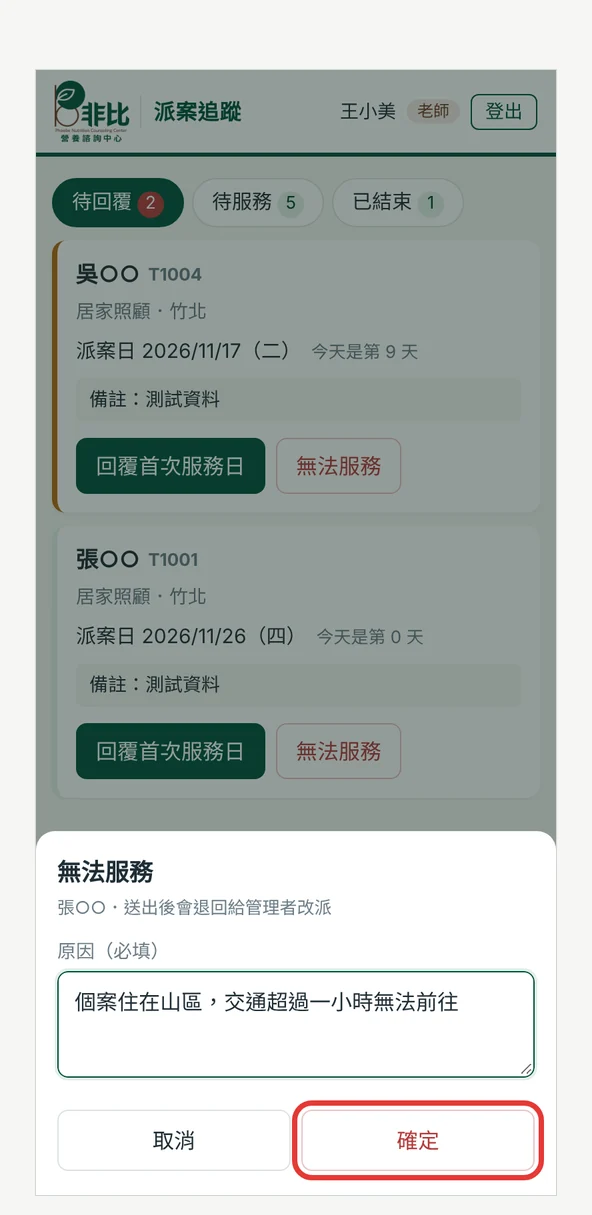 非比
Phoebe Nutrition Counseling Center
營養諮詢中心
派案追蹤
王小美 老師 登出
待回覆 2 待服務 5 已結束 1
吳○○ T1004
居家照顧・竹北
派案日 2026/11/17（二） 今天是第 9 天
備註：測試資料
回覆首次服務日 無法服務
張○○ T1001
居家照顧・竹北
派案日 2026/11/26（四） 今天是第 0 天
備註：測試資料
回覆首次服務日 無法服務
無法服務
張○○・送出後會退回給管理者改派
原因（必填）
個案住在山區，交通超過一小時無法前往
取消 確定